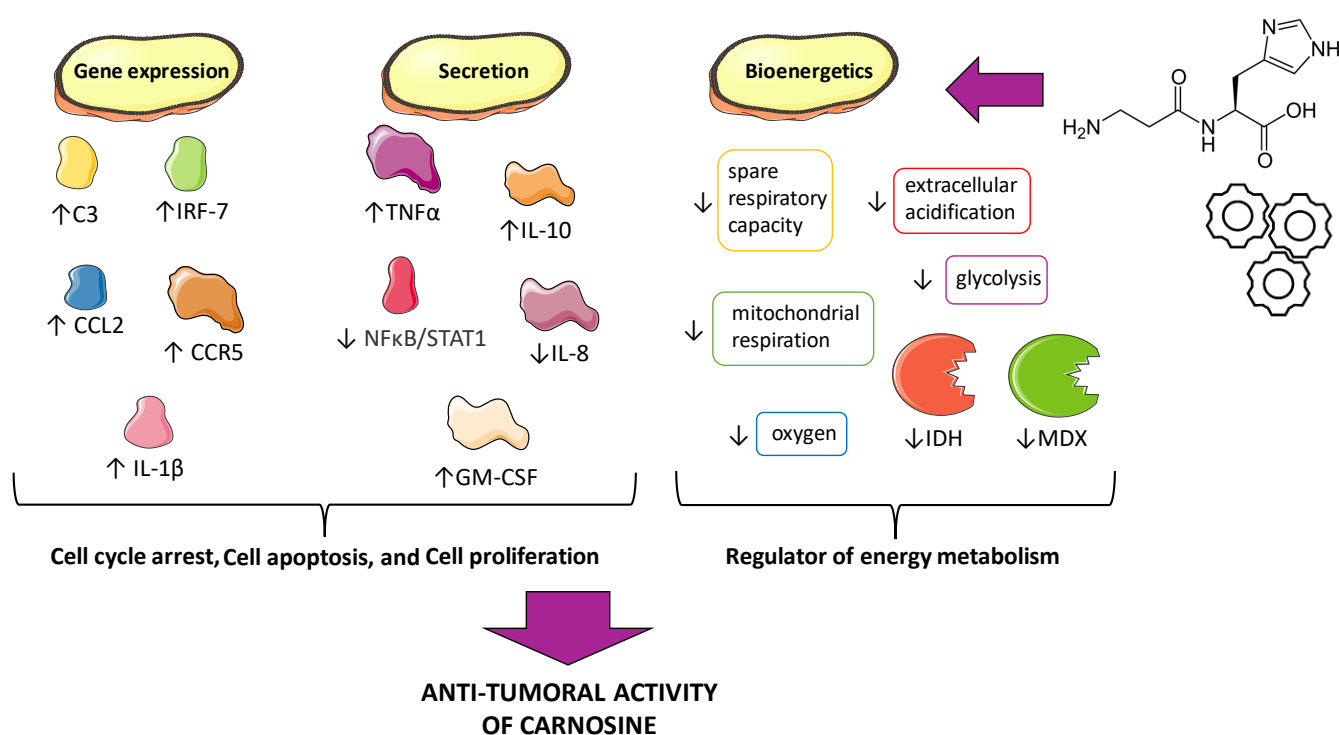 Gene expression
Secretion
Bioenergetics
N
NH
O
OH
H2N
N
H
O
↑C3
↑IRF-7
↑ CCL2
↑ CCR5
↑ IL-1β
↑TNFα
↑IL-10
↓ NFκB/STAT1
↓IL-8
↑GM-CSF
↓ spare
respiratory
capacity
↓ extracellular
acidification
↓ glycolysis
↓ mitochondrial
respiration
↓IDH
↓MDX
↓ oxygen
Cell cycle arrest, Cell apoptosis, and Cell proliferation
Regulator of energy metabolism
ANTI-TUMORAL ACTIVITY
OF CARNOSINE